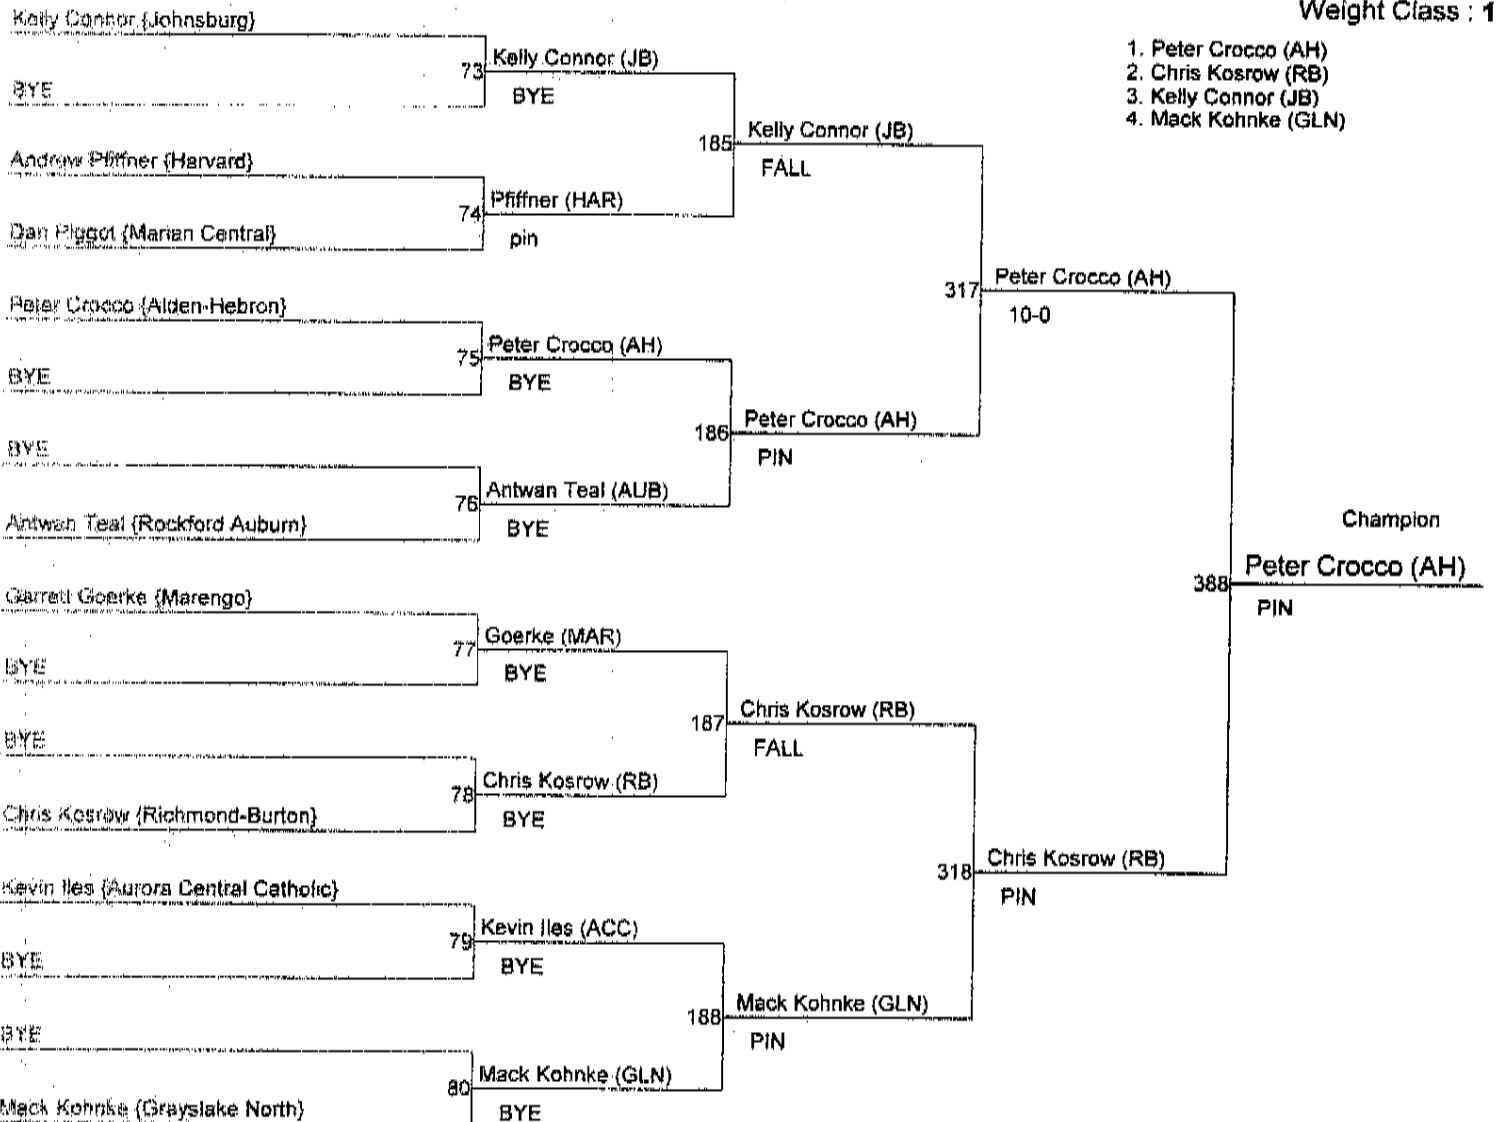 Weight Class : 1
1. Peter Crocco (AH)
2. Chris Kosrow (RB)
3. Kelly Connor (JB)
4. Mack Kohnke (GLN)
Kelly Connor {Johnsburg}
73 Kelly Connor (JB)
BYE
BYE
185 Kelly Connor (JB)
FALL
Andrew Pfiffner {Harvard}
74 Pfiffner (HAR)
pin
Dan Piggot {Marian Central}
317 Peter Crocco (AH)
10-0
Peter Crocco {Alden-Hebron}
75 Peter Crocco (AH)
BYE
BYE
186 Peter Crocco (AH)
PIN
BYE
76 Antwan Teal (AUB)
BYE
Antwan Teal {Rockford Auburn}
Champion
388 Peter Crocco (AH)
PIN
Garrett Goerke {Marengo}
77 Goerke (MAR)
BYE
BYE
187 Chris Kosrow (RB)
FALL
BYE
78 Chris Kosrow (RB)
BYE
Chris Kosrow {Richmond-Burton}
318 Chris Kosrow (RB)
PIN
Kevin Iles {Aurora Central Catholic}
79 Kevin Iles (ACC)
BYE
BYE
188 Mack Kohnke (GLN)
PIN
BYE
80 Mack Kohnke (GLN)
BYE
Mack Kohnke {Grayslake North}